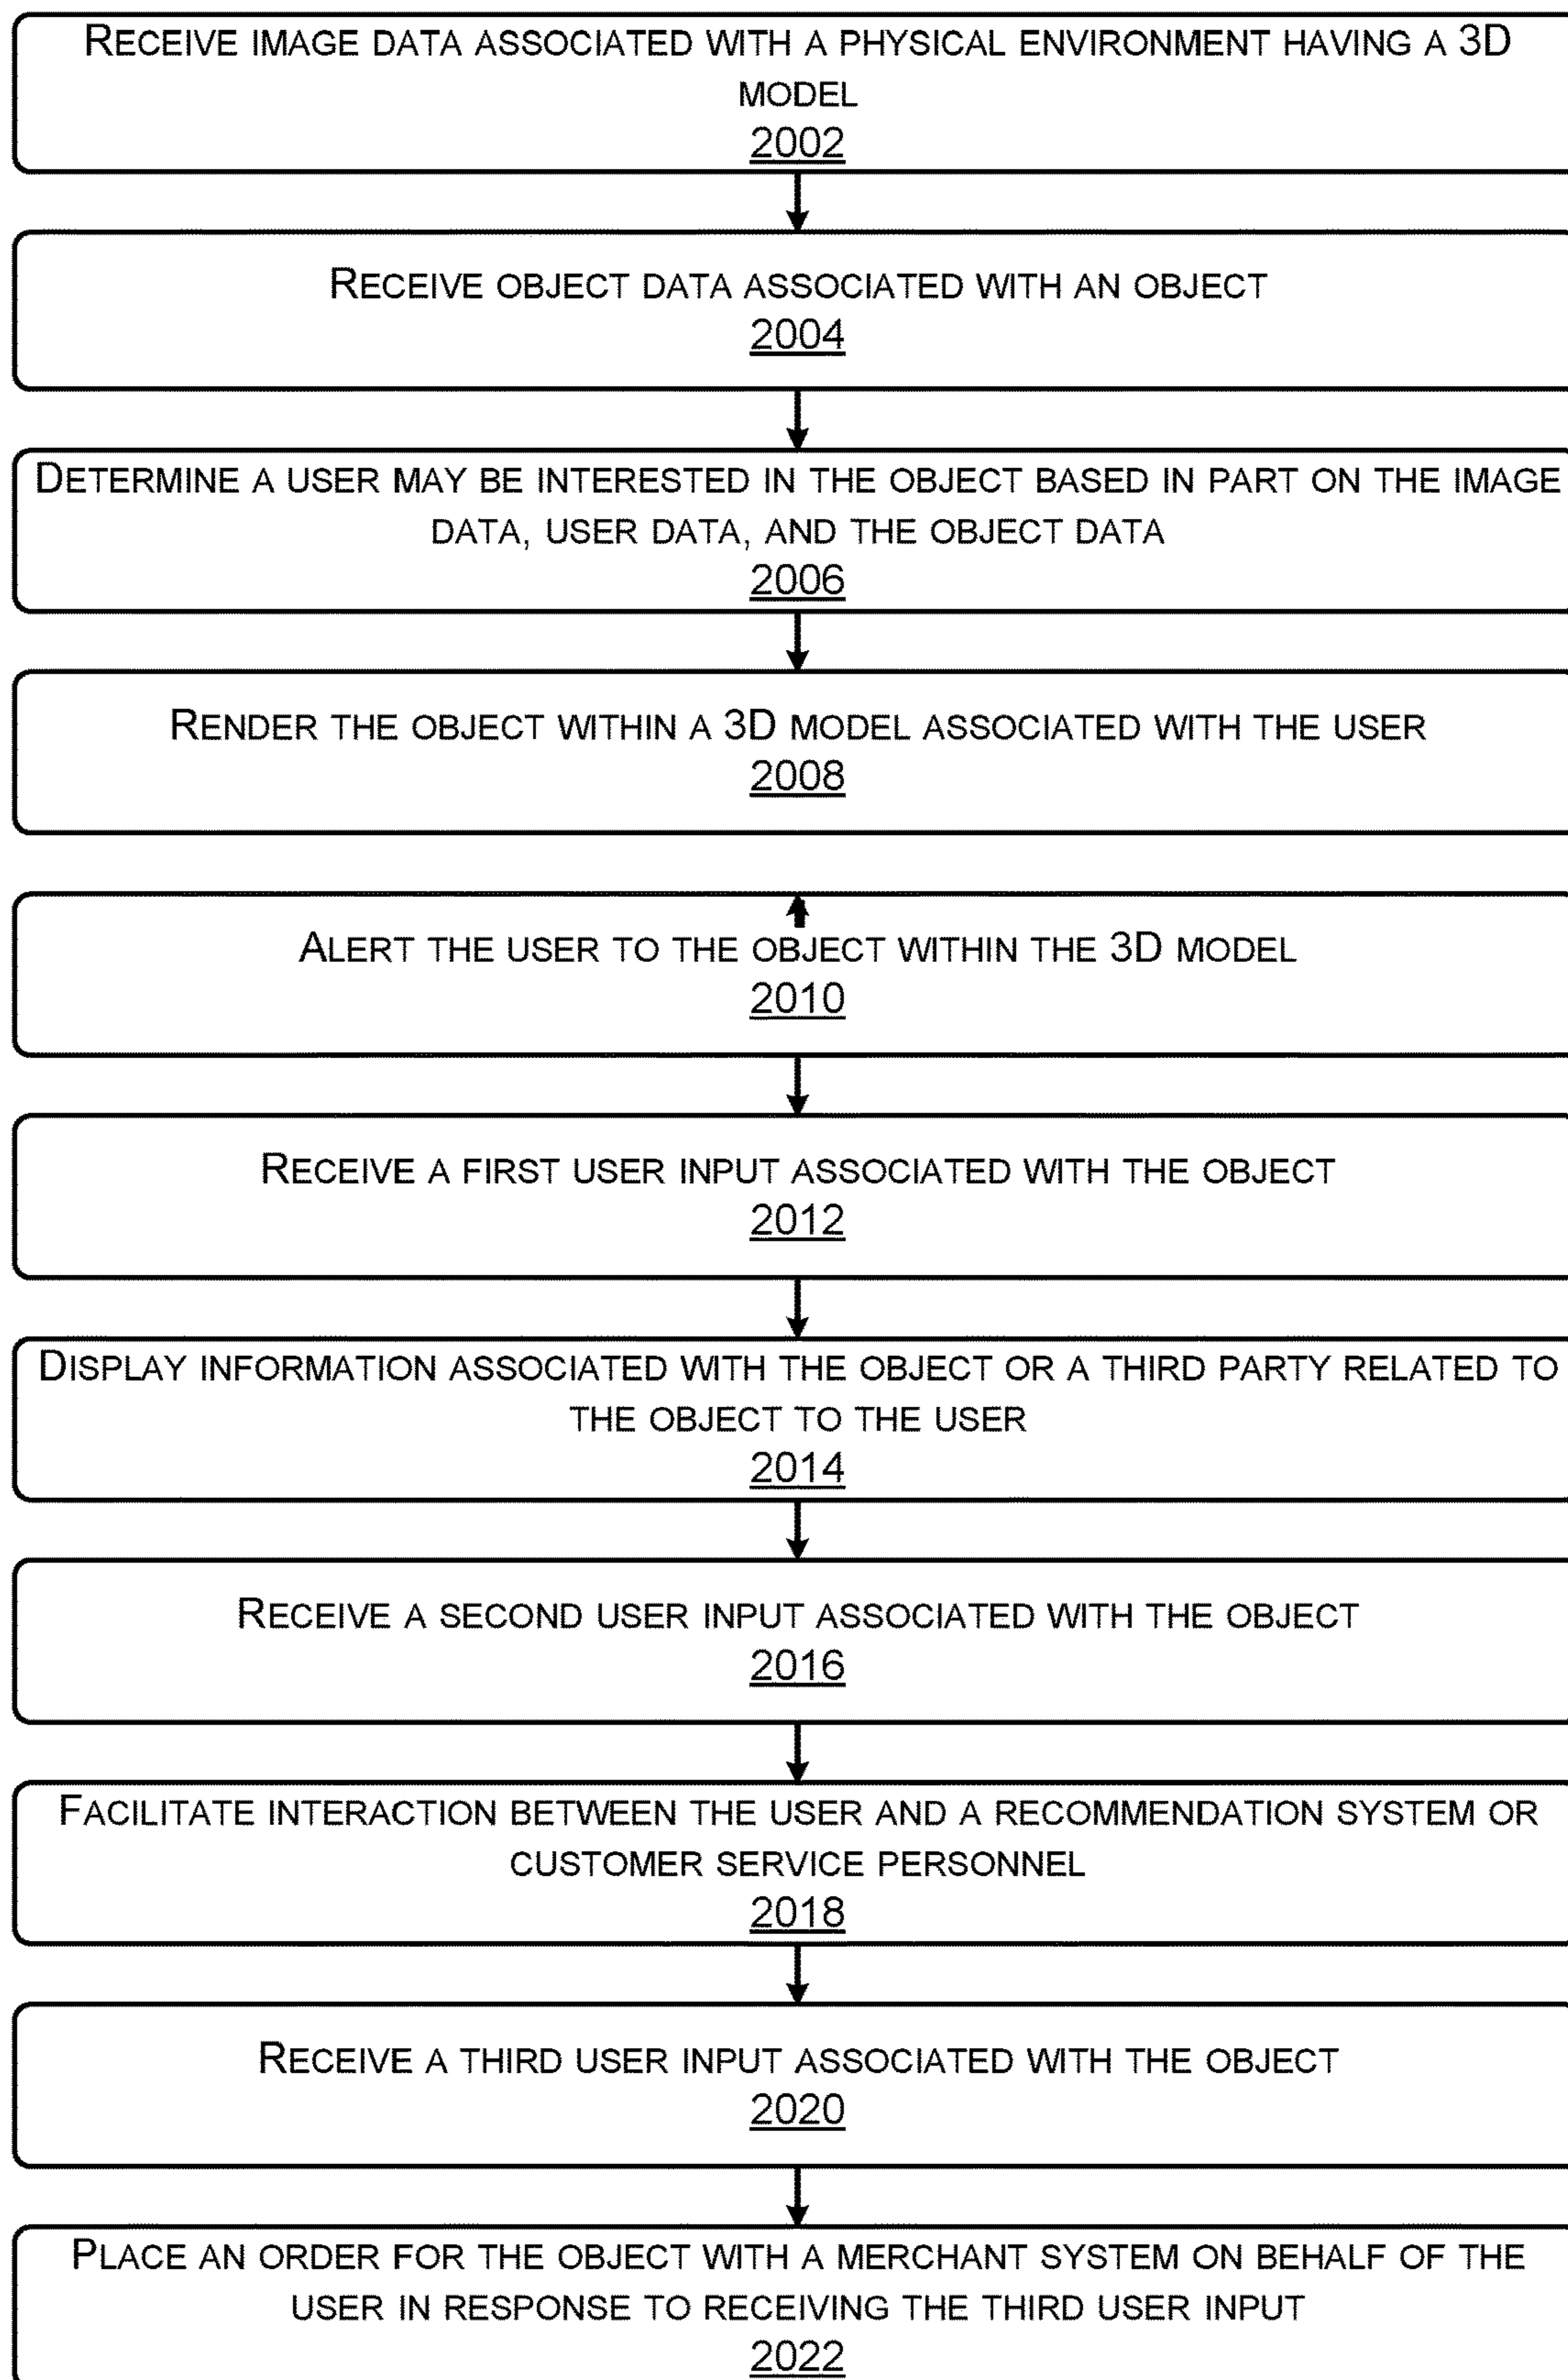 RECEIVE IMAGE DATA ASSOCIATED WITH A PHYSICAL ENVIRONMENT HAVING A 3D
MODEL
2002
RECEIVE OBJECT DATA ASSOCIATED WITH AN OBJECT
2004
DETERMINE A USER MAY BE INTERESTED IN THE OBJECT BASED IN PART ON THE IMAGE
DATA, USER DATA, AND THE OBJECT DATA
2006
RENDER THE OBJECT WITHIN A 3D MODEL ASSOCIATED WITH THE USER
2008
ALERT THE USER TO THE OBJECT WITHIN THE 3D MODEL
2010
RECEIVE A FIRST USER INPUT ASSOCIATED WITH THE OBJECT
2012
DISPLAY INFORMATION ASSOCIATED WITH THE OBJECT OR A THIRD PARTY RELATED TO
THE OBJECT TO THE USER
2014
RECEIVE A SECOND USER INPUT ASSOCIATED WITH THE OBJECT
2016
FACILITATE INTERACTION BETWEEN THE USER AND A RECOMMENDATION SYSTEM OR
CUSTOMER SERVICE PERSONNEL
2018
RECEIVE A THIRD USER INPUT ASSOCIATED WITH THE OBJECT
2020
PLACE AN ORDER FOR THE OBJECT WITH A MERCHANT SYSTEM ON BEHALF OF THE
USER IN RESPONSE TO RECEIVING THE THIRD USER INPUT
2022